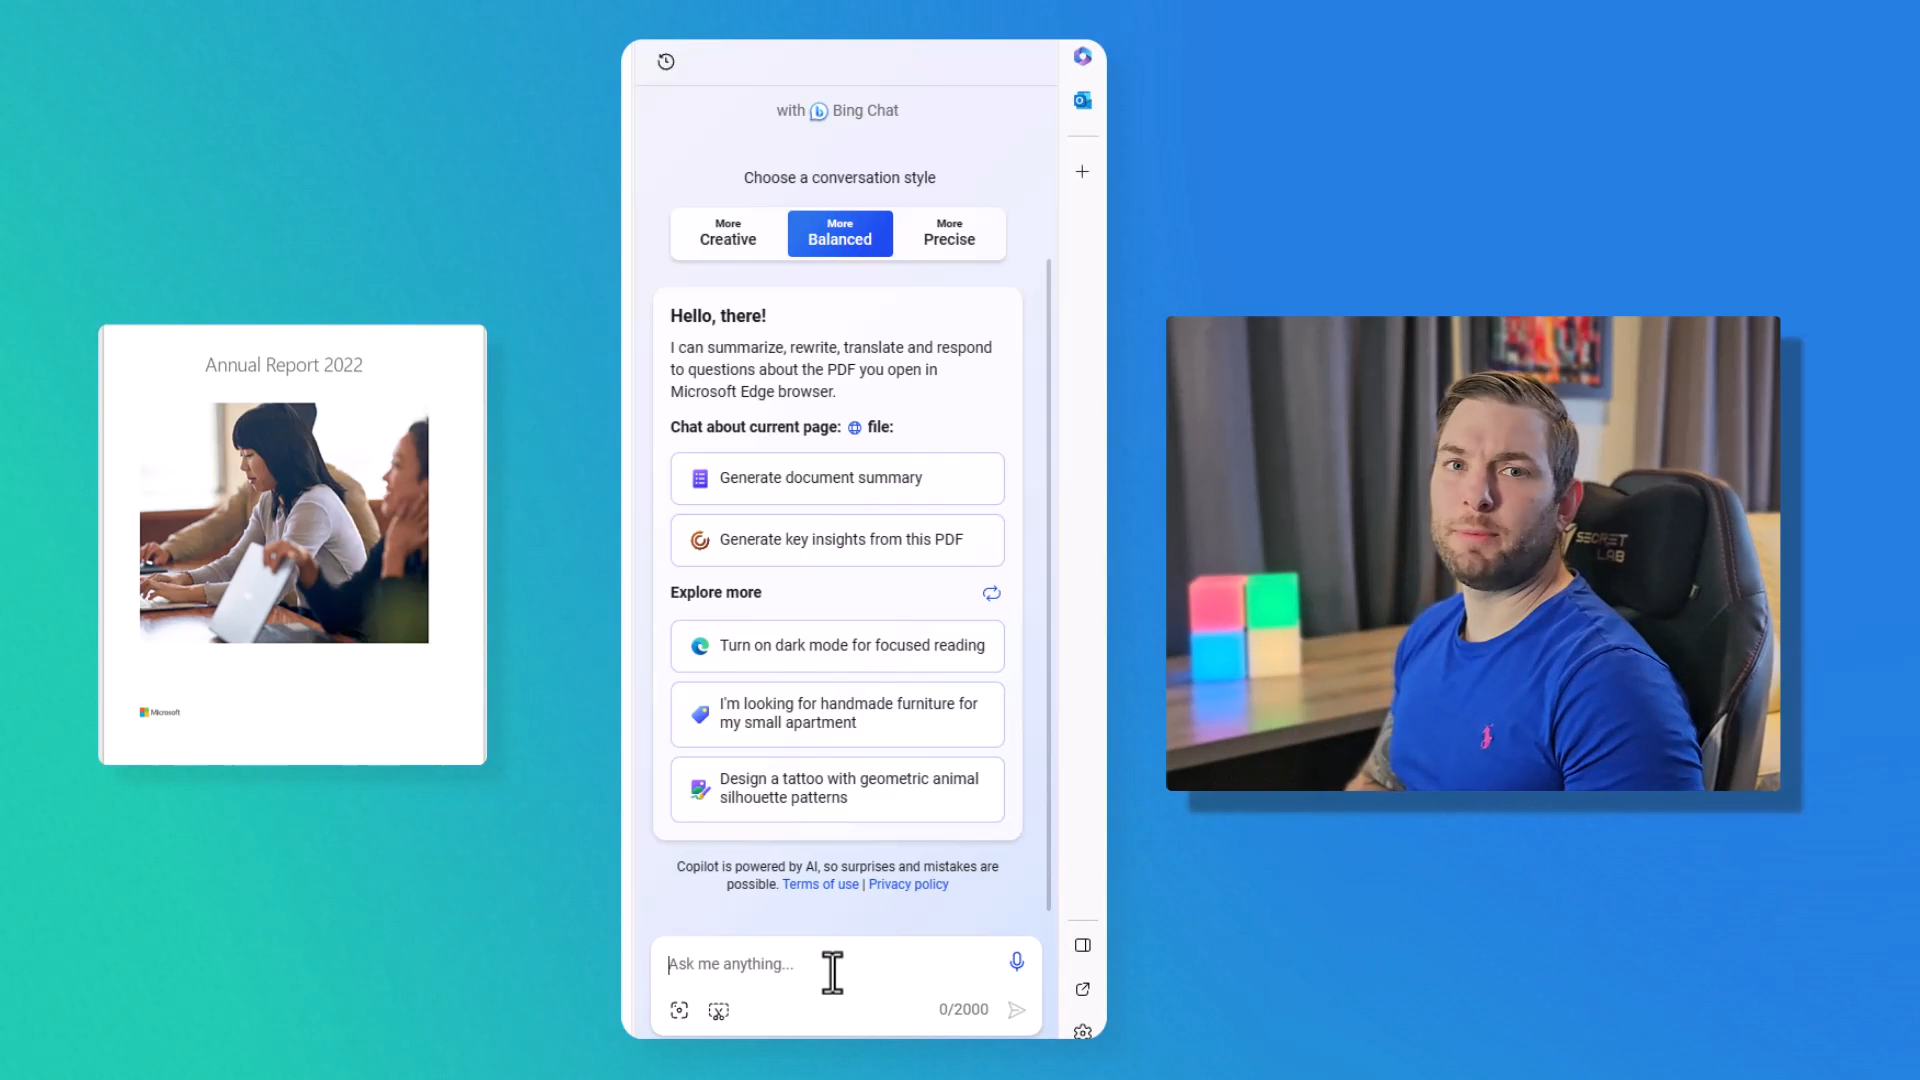 Annual Report 2022
Microsoft
with Bing Chat
Choose a conversation style
More
Creative
More
Balanced
More
Precise
Hello, there!
I can summarize, rewrite, translate and respond
to questions about the PDF you open in
Microsoft Edge browser.
Chat about current page: file:
Generate document summary
Generate key insights from this PDF
Explore more
Turn on dark mode for focused reading
I'm looking for handmade furniture for
my small apartment
Design a tattoo with geometric animal
silhouette patterns
Copilot is powered by AI, so surprises and mistakes are
possible. Terms of use | Privacy policy
Ask me anything...
0/2000
SECRET
LAB